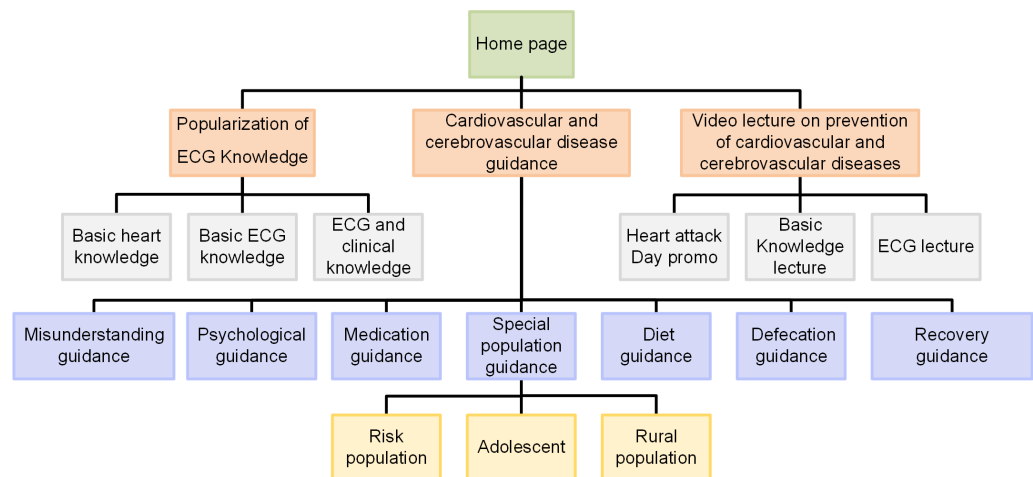 Home page
Popularization of
ECG Knowledge
Cardiovascular and
cerebrovascular disease
guidance
Video lecture on prevention
of cardiovascular and
cerebrovascular diseases
Basic heart
knowledge
Basic ECG
knowledge
ECG and
clinical
knowledge
Heart attack
Day promo
Basic
Knowledge
lecture
ECG lecture
Misunderstanding
guidance
Psychological
guidance
Medication
guidance
Special
population
guidance
Diet
guidance
Defecation
guidance
Recovery
guidance
Risk
population
Adolescent
Rural
population